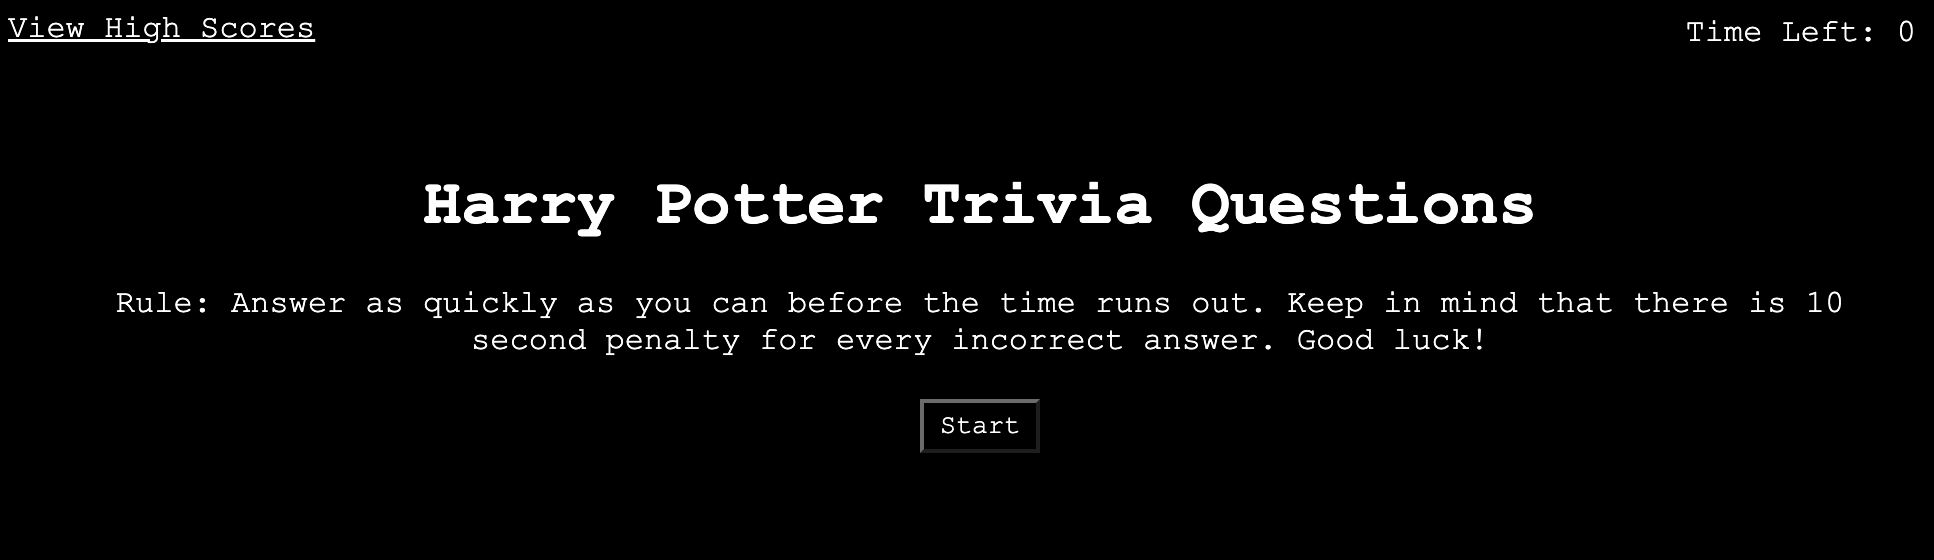 View High Scores
Time Left: 0
Harry Potter Trivia Questions
Rule: Answer as quickly as you can before the time runs out. Keep in mind that there is 10
second penalty for every incorrect answer. Good luck!
Start